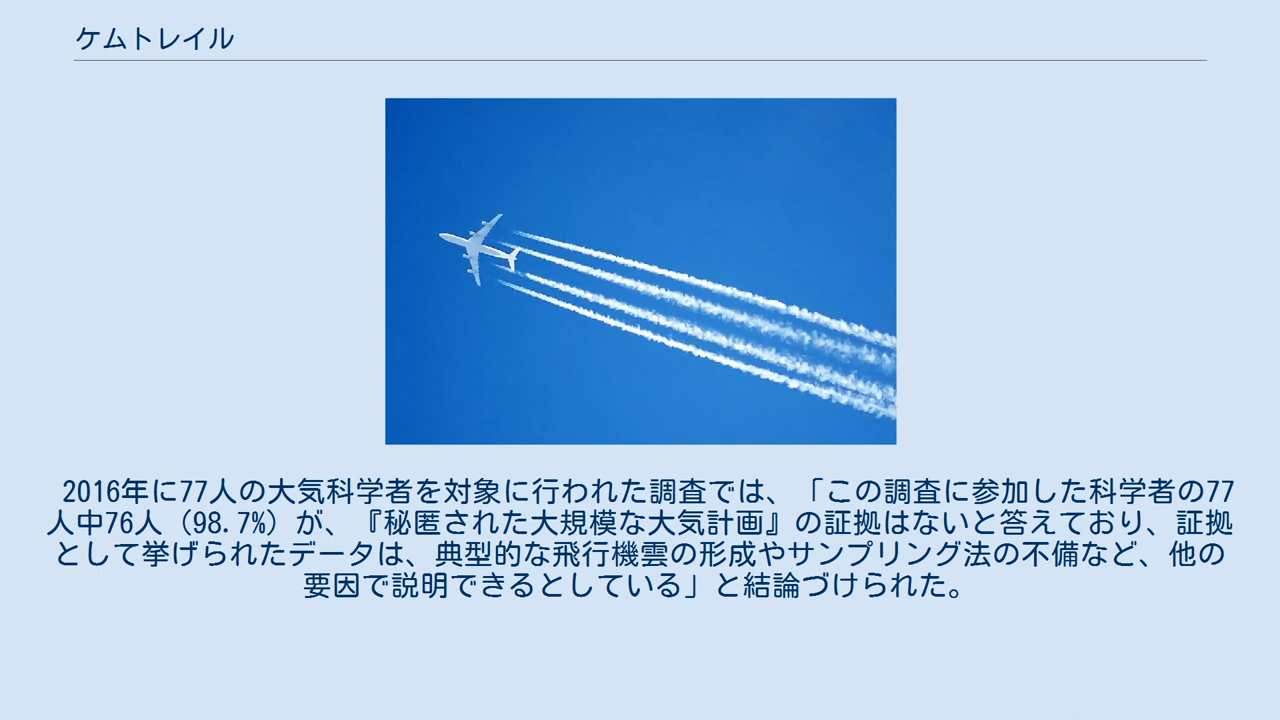 ケムトレイル
2016年に77人の大気科学者を対象に行われた調査では、「この調査に参加した科学者の77
人中76人（98.7%）が、『秘匿された大規模な大気計画』の証拠はないと答えており、証拠
として挙げられたデータは、典型的な飛行機雲の形成やサンプリング法の不備など、他の
要因で説明できるとしている」と結論づけられた。